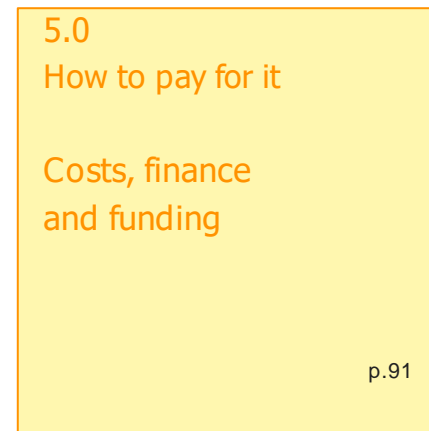 5.0
How to pay for it
Costs, finance
and funding
p.91